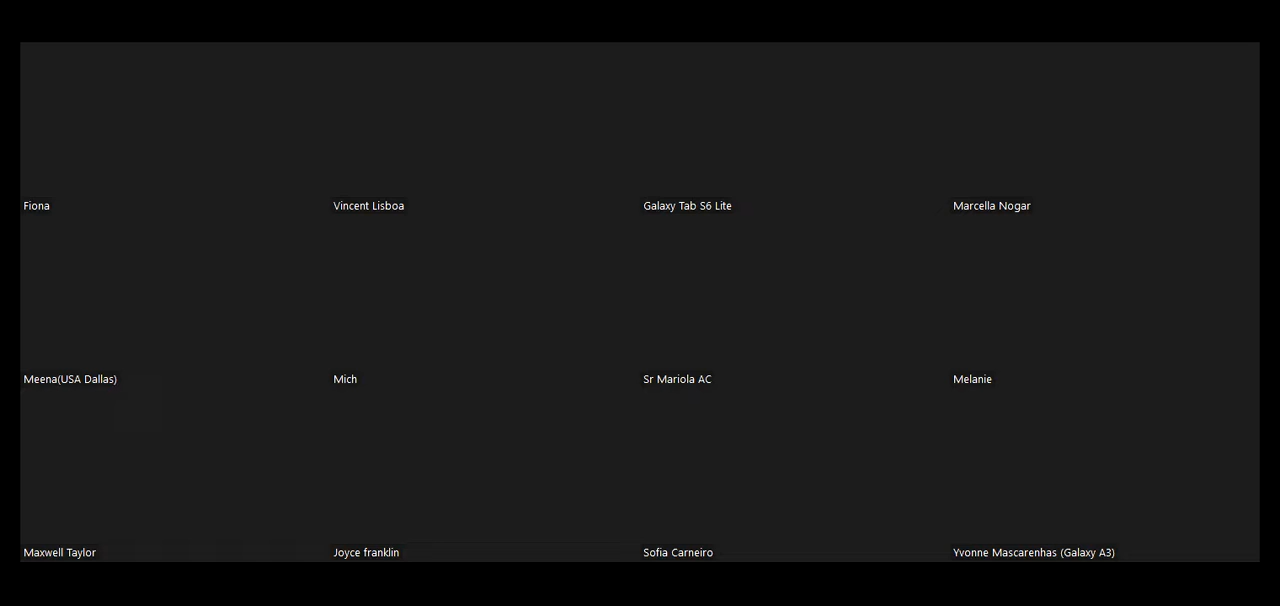 Fiona
Vincent Lisboa
Galaxy Tab S6 Lite
Marcella Nogar
Meena(USA Dallas)
Mich
Sr Mariola AC
Melanie
Maxwell Taylor
Joyce franklin
Sofia Carneiro
Yvonne Mascarenhas (Galaxy A3)